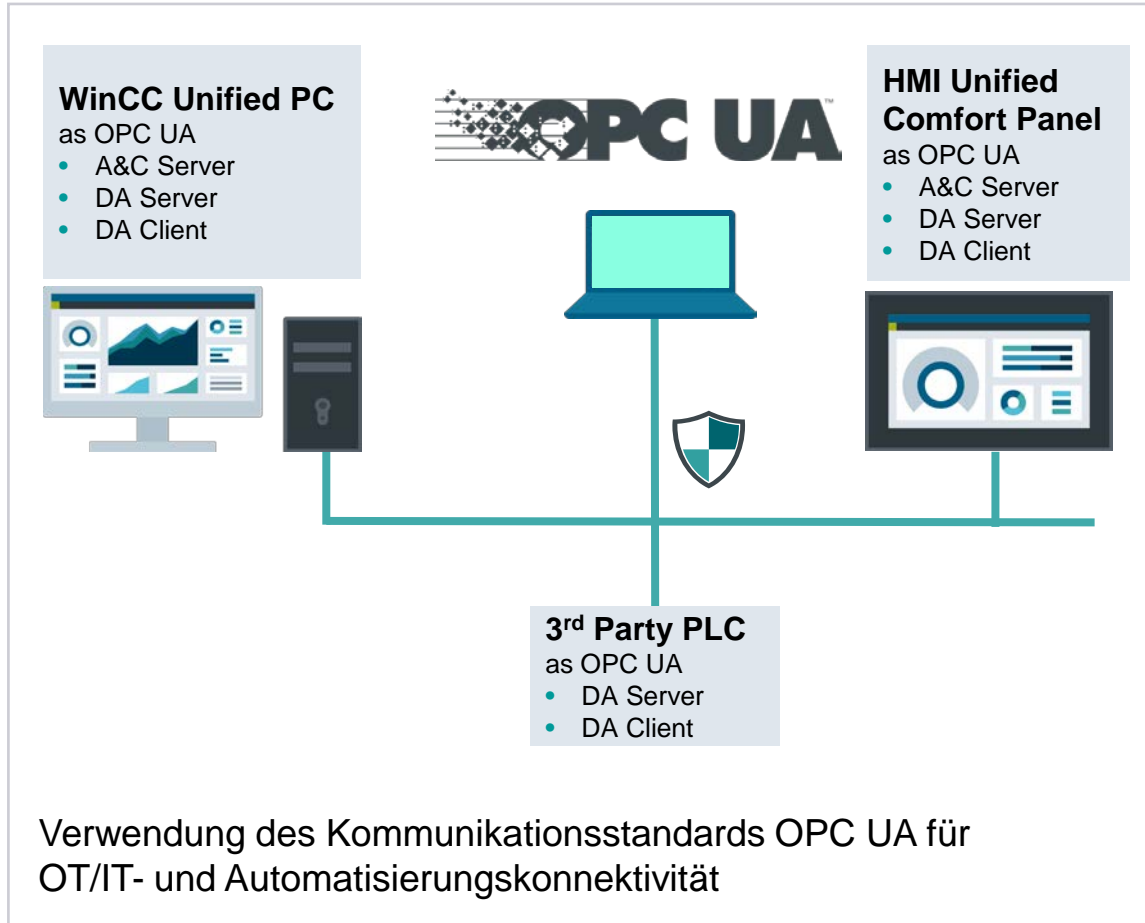 WinCC Unified PC
as OPC UA
• A&C Server
• DA Server
• DA Client
OPC UA™
HMI Unified
Comfort Panel
as OPC UA
• A&C Server
• DA Server
• DA Client
3rd Party PLC
as OPC UA
• DA Server
• DA Client
Verwendung des Kommunikationsstandards OPC UA für
OT/IT- und Automatisierungskonnektivität